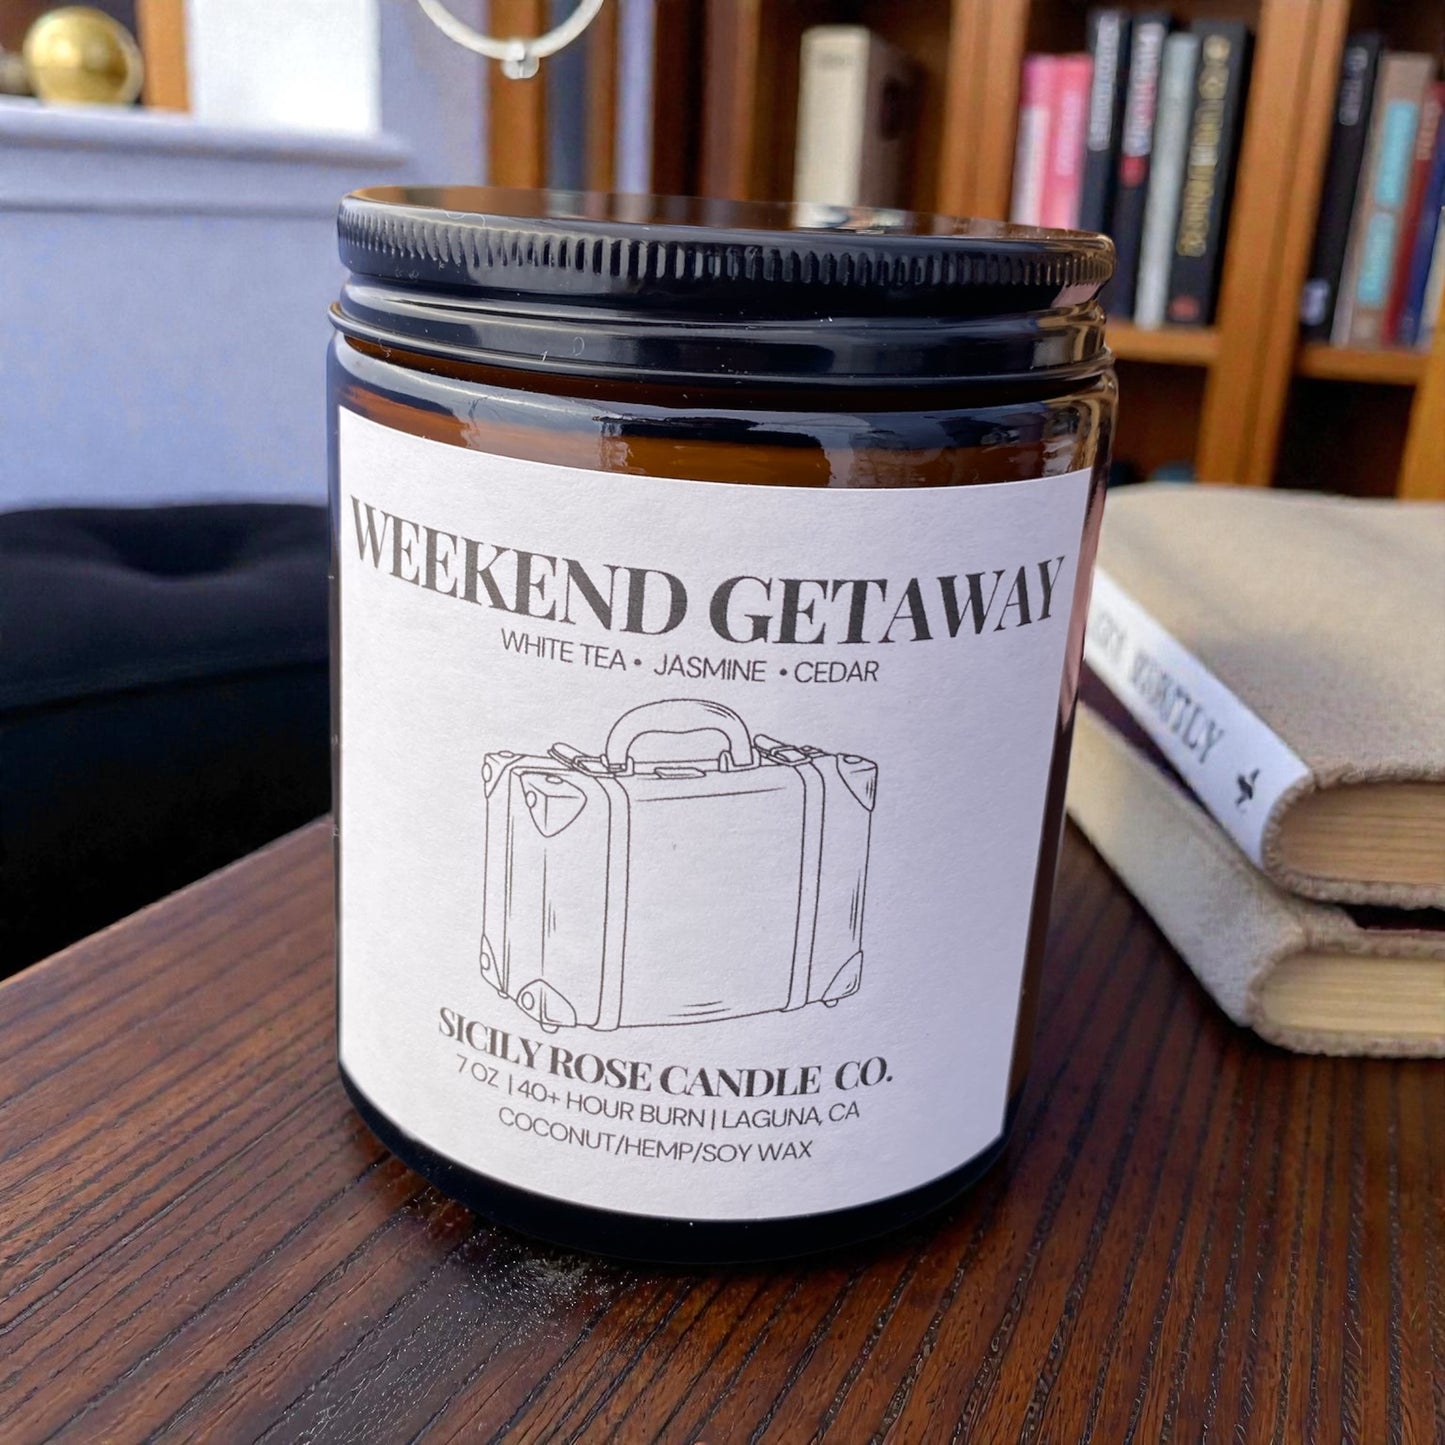 WEEKEND GETAWAY
WHITE TEA • JASMINE • CEDAR
SICILY ROSE CANDLE CO.
7 OZ | 40+ HOUR BURN | LAGUNA, CA
COCONUT/HEMP/SOY WAX